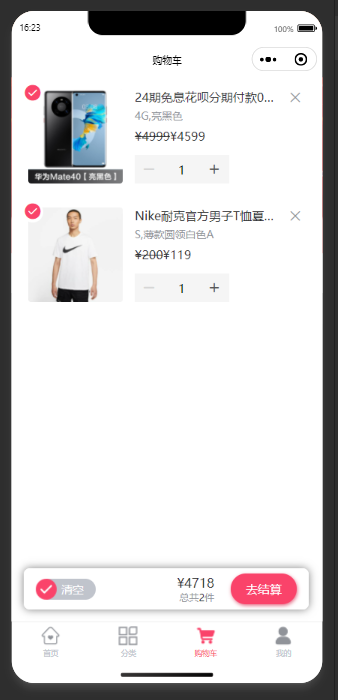 16:23
100%
购物车
24期免息花呗分期付款0...
4G,亮黑色
¥4999¥4599
1
华为Mate40【亮黑色】
Nike耐克官方男子T恤夏...
S,薄款圆领白色A
¥200¥119
1
清空
¥4718
总共2件
去结算
首页
分类
购物车
我的